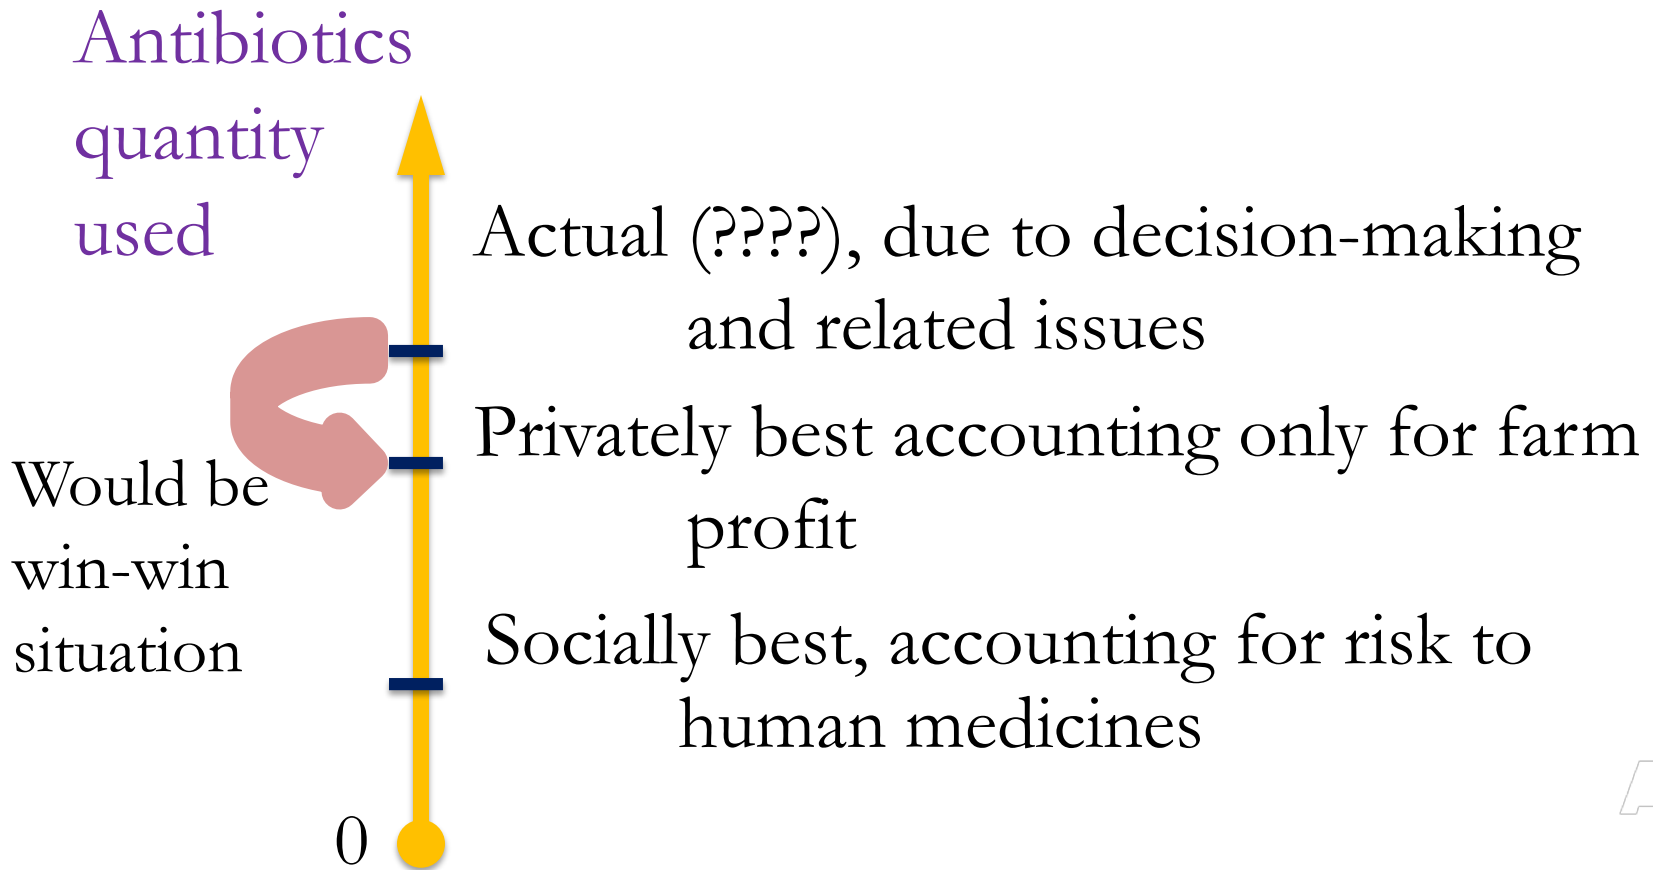 Antibiotics
quantity
used
Actual (????), due to decision-making
and related issues
Privately best accounting only for farm
profit
Would be
win-win
situation
Socially best, accounting for risk to
human medicines
0